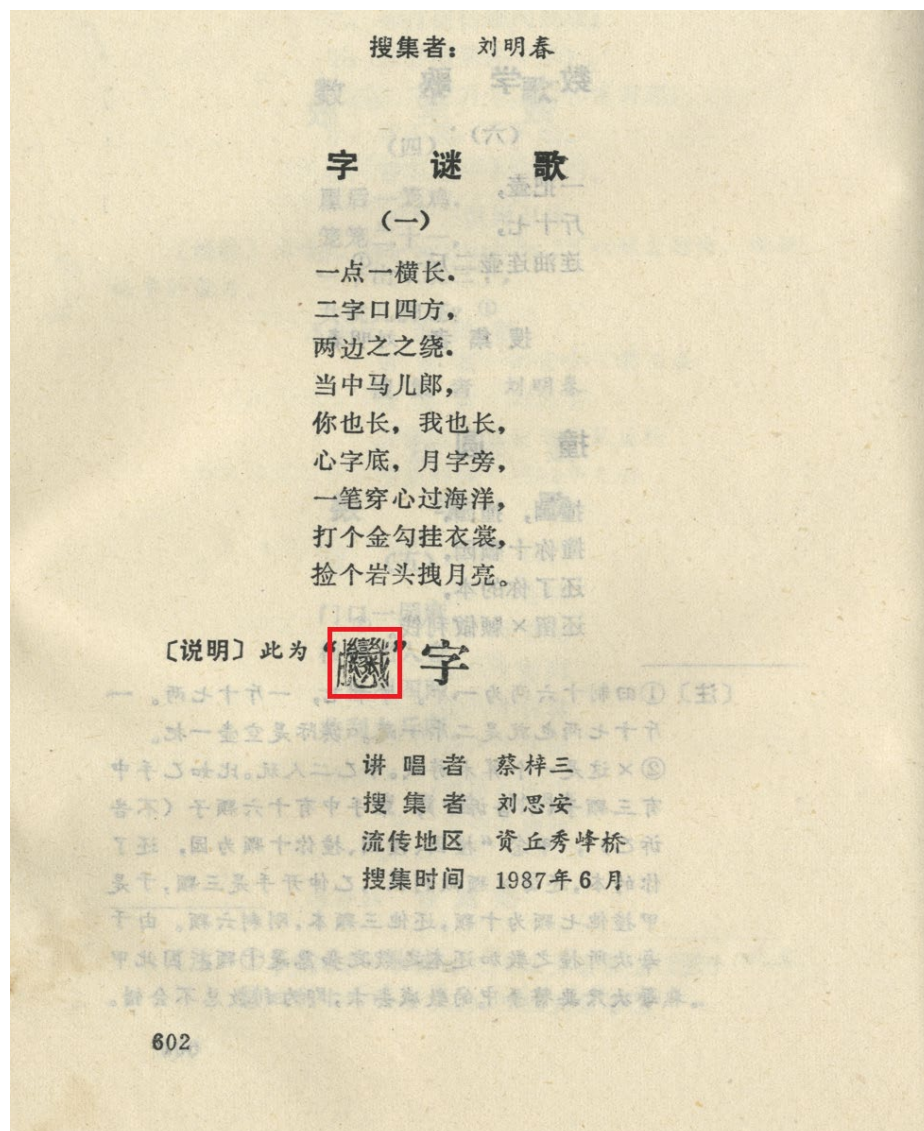 搜集者：刘明春
字谜歌
（一）
一点一横长．
二字口四方，
两边之之绕．
当中马儿郎，
你也长，我也长，
心字底，月字旁，
一笔穿心过海洋，
打个金勾挂衣裳，
捡个岩头拽月亮。
〔说明〕此为“”字
讲唱者 蔡梓三
搜集者 刘思安
流传地区 资丘秀峰桥
搜集时间 1987年6月
602